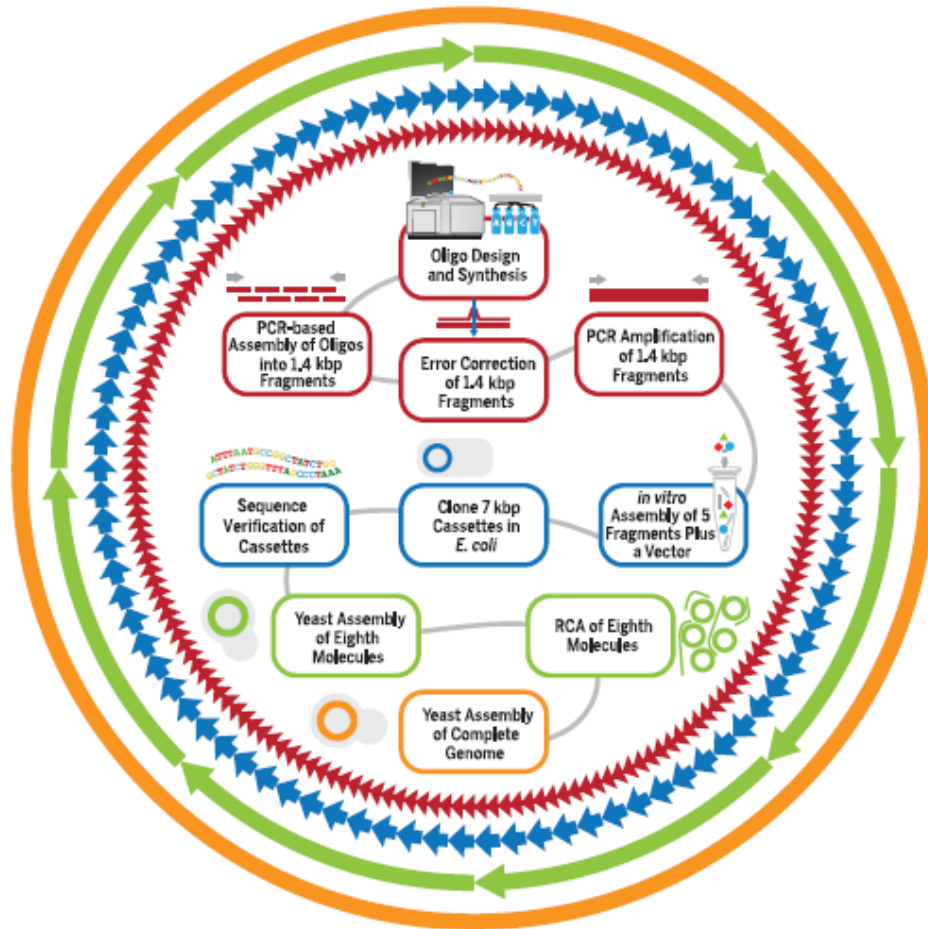 A G C T
Oligo Design
and Synthesis
PCR-based
Assembly of Oligos
into 1.4 kbp
Fragments
Error Correction
of 1.4 kbp
Fragments
PCR Amplification
of 1.4 kbp
Fragments
ATTTAATGCCGGCTATCTGG
GCTATCTGGGTTTAGCCCTAAA
Sequence
Verification of
Cassettes
Clone 7 kbp
Cassettes in
E. coli
in vitro
Assembly of 5
Fragments Plus
a Vector
Yeast Assembly
of Eighth
Molecules
RCA of Eighth
Molecules
Yeast Assembly
of Complete
Genome